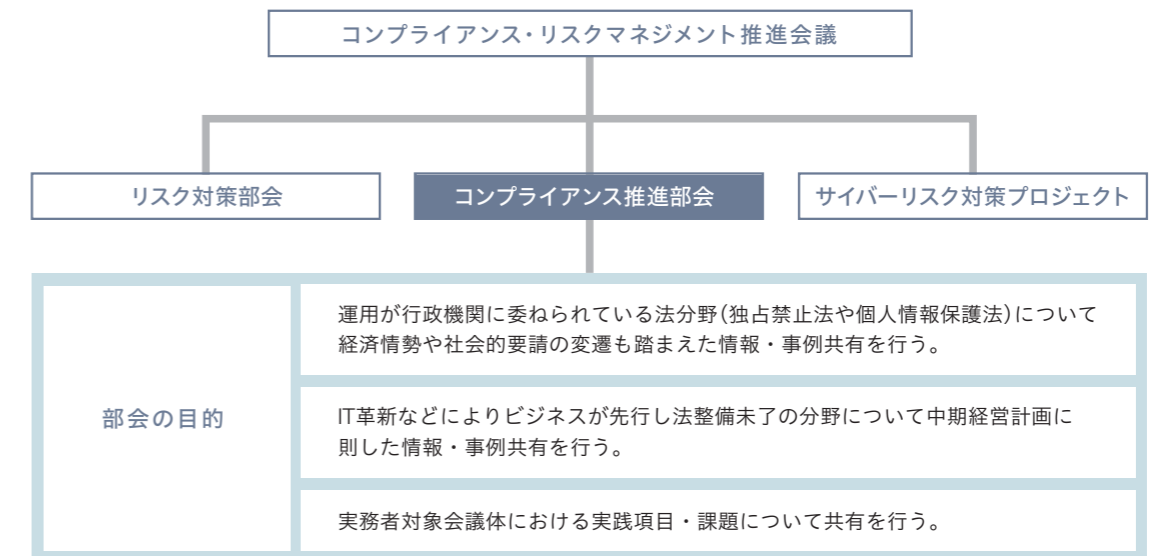 コンプライアンス・リスクマネジメント推進会議
リスク対策部会
コンプライアンス推進部会
サイバーリスク対策プロジェクト
部会の目的
運用が行政機関に委ねられている法分野(独占禁止法や個人情報保護法)について
経済情勢や社会的要請の変遷も踏まえた情報・事例共有を行う。
IT革新などによりビジネスが先行し法整備未了の分野について中期経営計画に
則した情報・事例共有を行う。
実務者対象会議体における実践項目・課題について共有を行う。